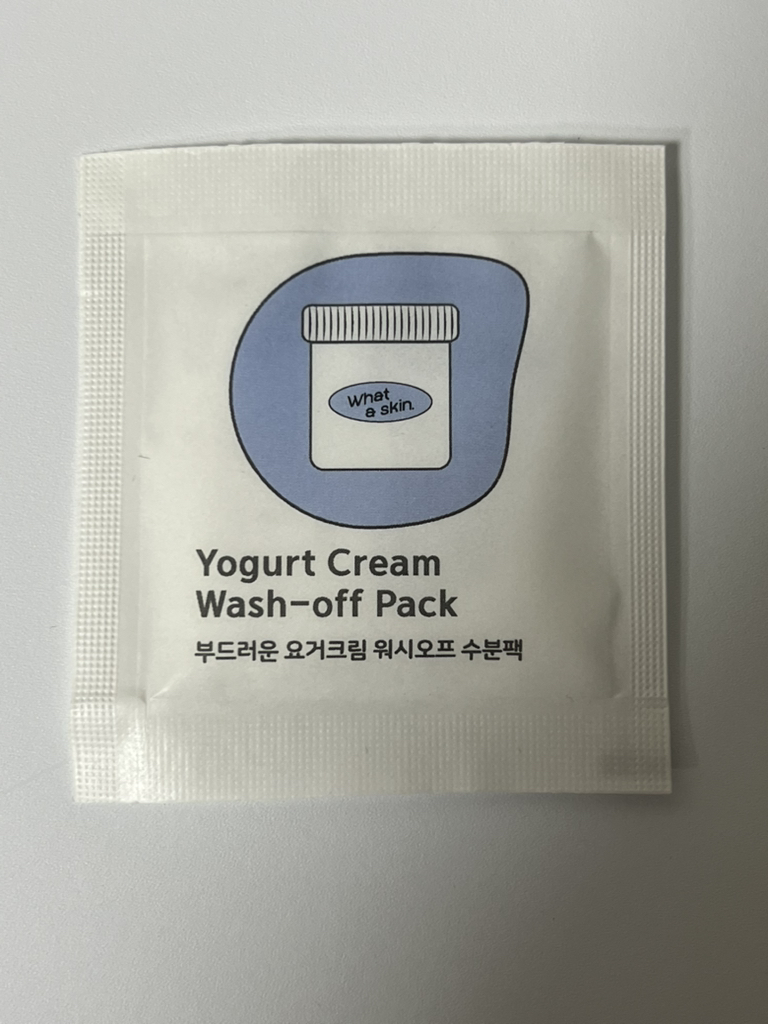 What
a skin.
Yogurt Cream
Wash-off Pack
부드러운 요거크림 워시오프 수분팩